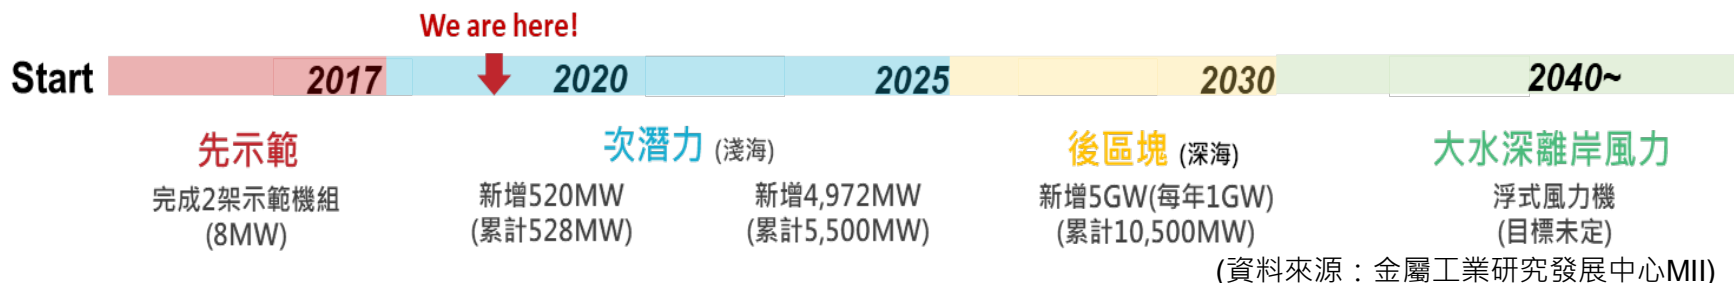 We are here!
Start 2017 2020 2025 2030 2040~
先示範
完成2架示範機組
(8MW)
次潛力 (淺海)
新增520MW
(累計528MW)
新增4,972MW
(累計5,500MW)
後區塊 (深海)
新增5GW(每年1GW)
(累計10,500MW)
大水深離岸風力
浮式風力機
(目標未定)
(資料來源：金屬工業研究發展中心MII)